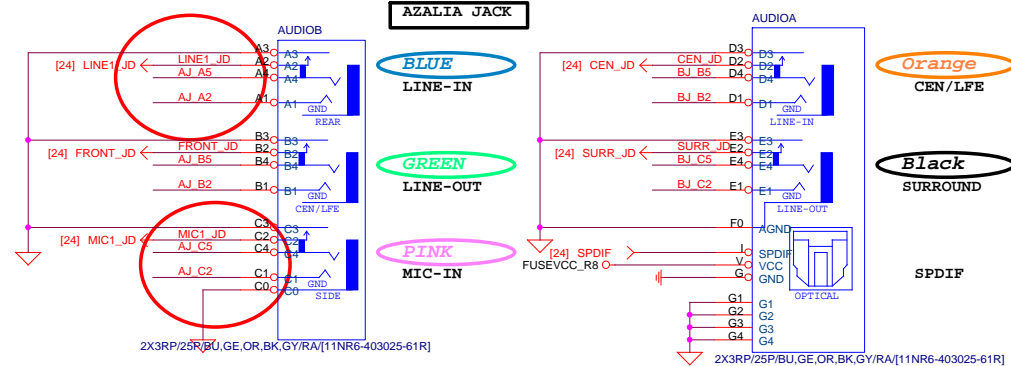 AZALIA JACK
AUDIOB
A3
A3
[24] LINE1_JD
LINE1_JD
A2
A2
AJ_A5
A4
A4
AJ_A2
A1
A1
GND
REAR
BLUE
LINE-IN
B3
B3
[24] FRONT_JD
FRONT_JD
B2
B2
AJ_B5
B4
B4
AJ_B2
B1
B1
GND
CEN/LFE
GREEN
LINE-OUT
C3
C3
[24] MIC1_JD
MIC1_JD
C2
C2
AJ_C5
C4
C4
AJ_C2
C1
C1
GND
C0
C0
SIDE
PINK
MIC-IN
2X3RP/25P/BU,GE,OR,BK,GY/RA/[11NR6-403025-61R]
AUDIOA
D3
D3
[24] CEN_JD
CEN_JD
D2
D2
BJ_B5
D4
D4
BJ_B2
D1
D1
GND
LINE-IN
Orange
CEN/LFE
E3
E3
[24] SURR_JD
SURR_JD
E2
E2
BJ_C5
E4
E4
BJ_C2
E1
E1
GND
LINE-OUT
Black
SURROUND
F0
AGND
[24] SPDIF
I
SPDIF
FUSEVCC_R8
V
VCC
G
GND
OPTICAL
SPDIF
G1
G1
G2
G2
G3
G3
G4
G4
2X3RP/25P/BU,GE,OR,BK,GY/RA/[11NR6-403025-61R]